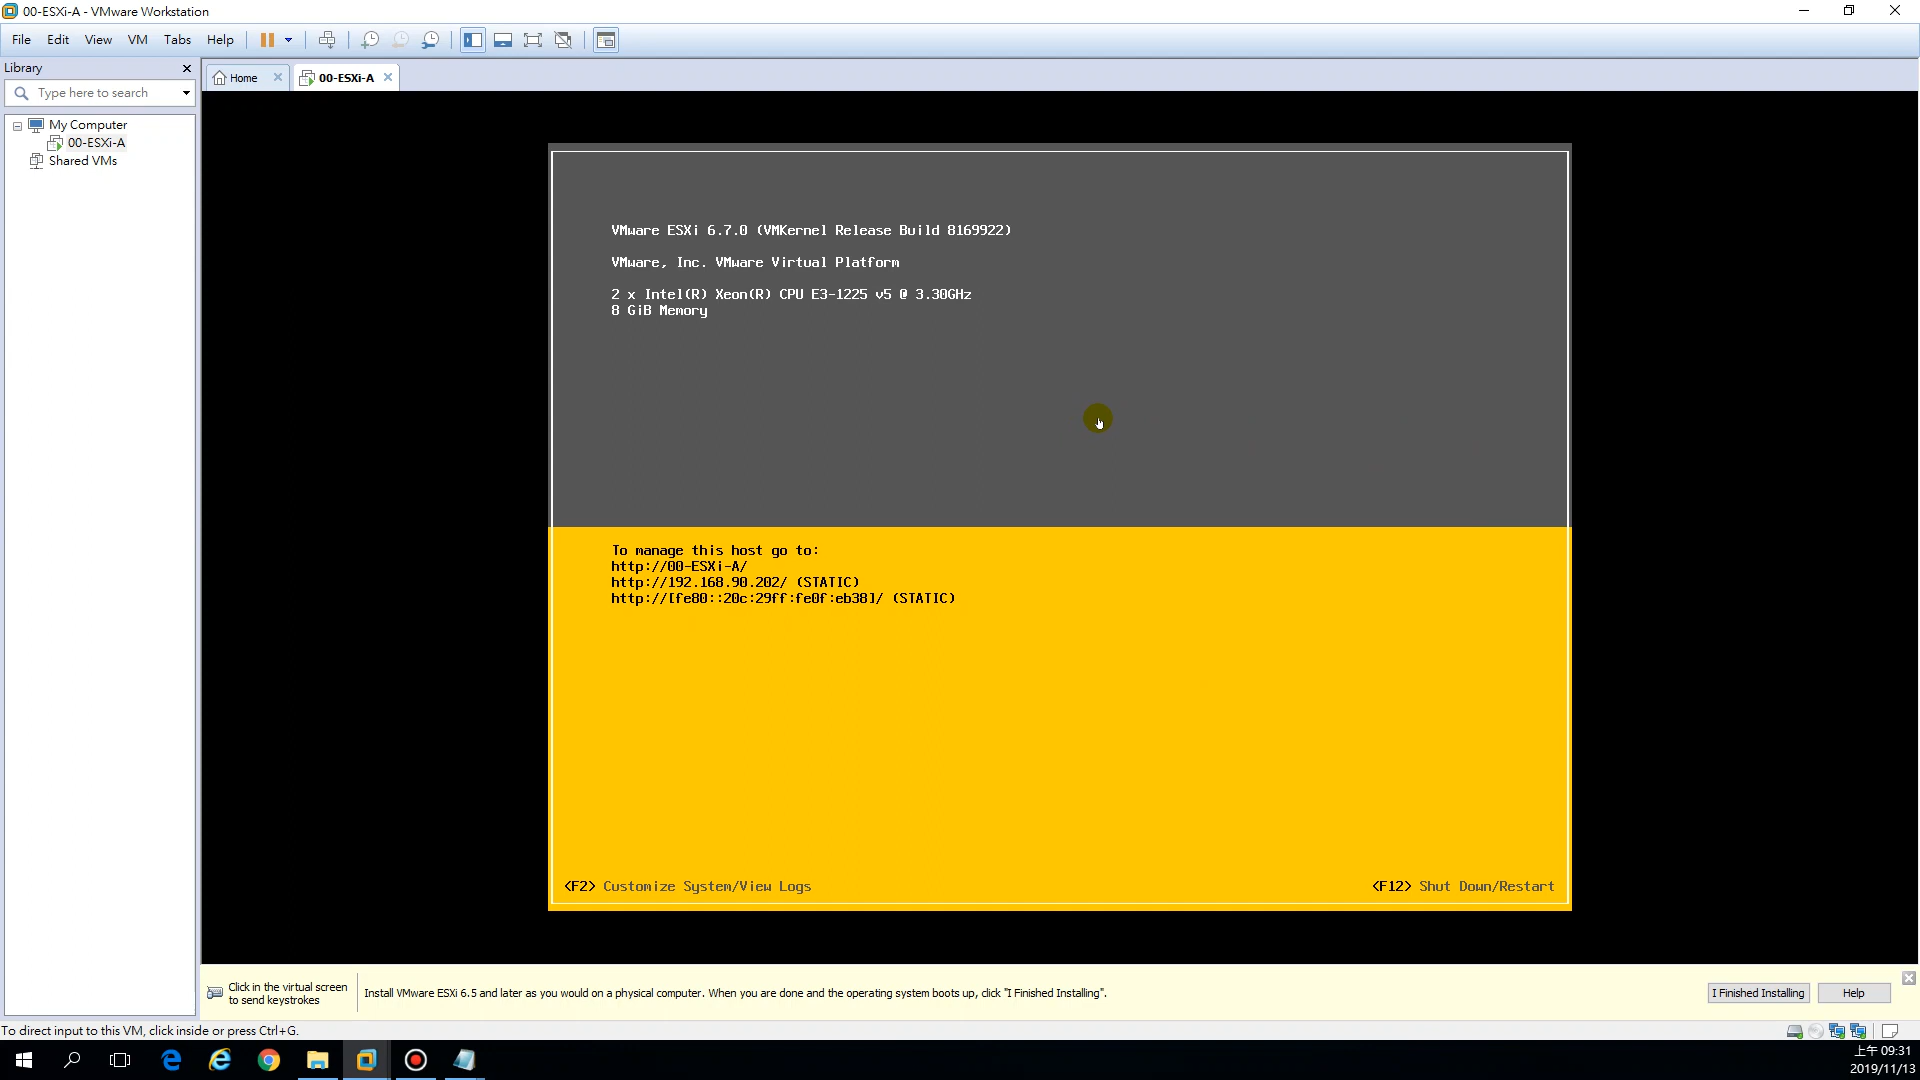 00-ESXi-A - VMware Workstation
File Edit View VM Tabs Help
Library
Type here to search
My Computer
00-ESXi-A
Shared VMs
Home
00-ESXi-A
VMware ESXi 6.7.0 (VMKernel Release Build 8169922)
VMware, Inc. VMware Virtual Platform
2 x Intel(R) Xeon(R) CPU E3-1225 v5 @ 3.30GHz
8 GiB Memory
To manage this host go to:
http://00-ESXi-A/
http://192.168.90.202/ (STATIC)
http://[fe80::20c:29ff:fe0f:eb38]/ (STATIC)
<F2> Customize System/View Logs
<F12> Shut Down/Restart
Click in the virtual screen
to send keystrokes
Install VMware ESXi 6.5 and later as you would on a physical computer. When you are done and the operating system boots up, click "I Finished Installing".
I Finished Installing
Help
To direct input to this VM, click inside or press Ctrl+G.
上午 09:31
2019/11/13